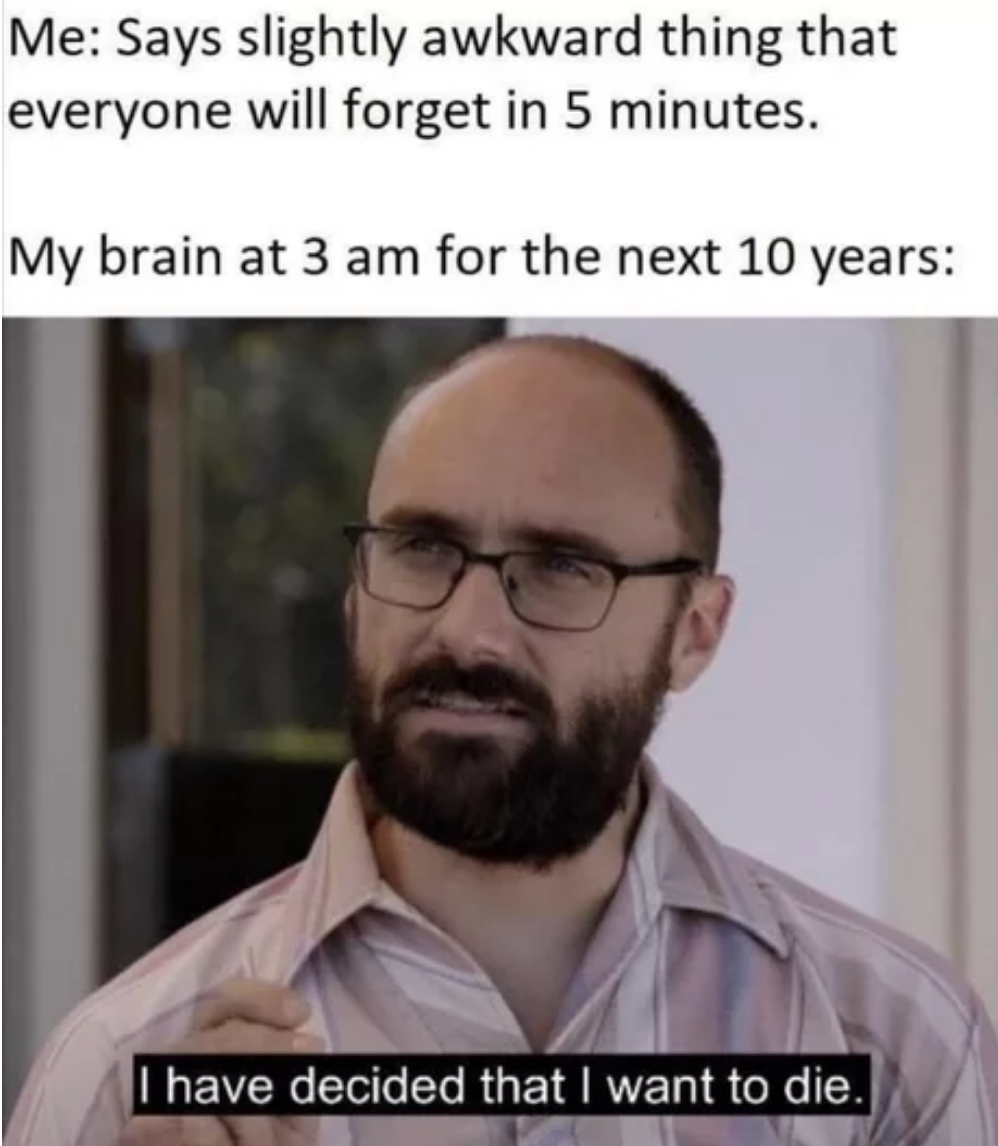 Me: Says slightly awkward thing that
everyone will forget in 5 minutes.
My brain at 3 am for the next 10 years:
I have decided that I want to die.